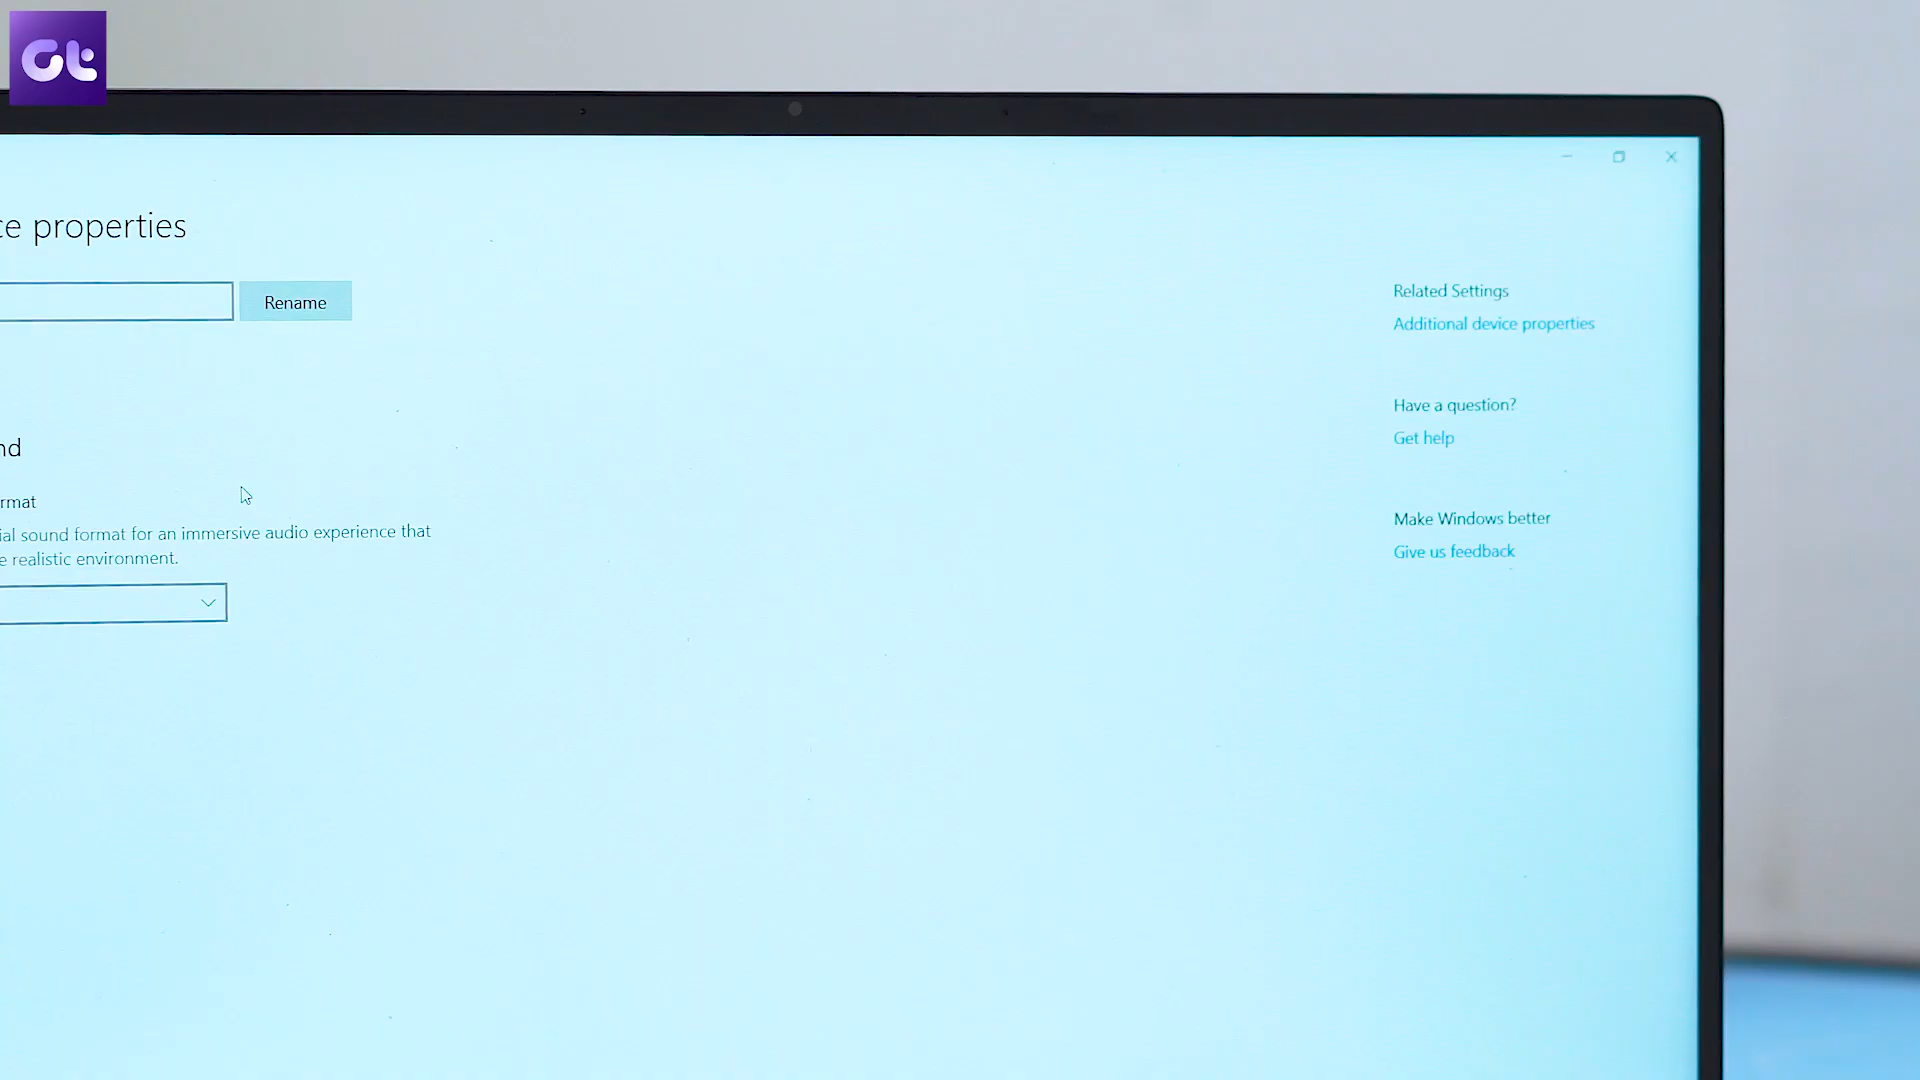 Gt
ce properties
Rename
Related Settings
Additional device properties
Have a question?
Get help
nd
rmat
ial sound format for an immersive audio experience that
e realistic environment.
Make Windows better
Give us feedback